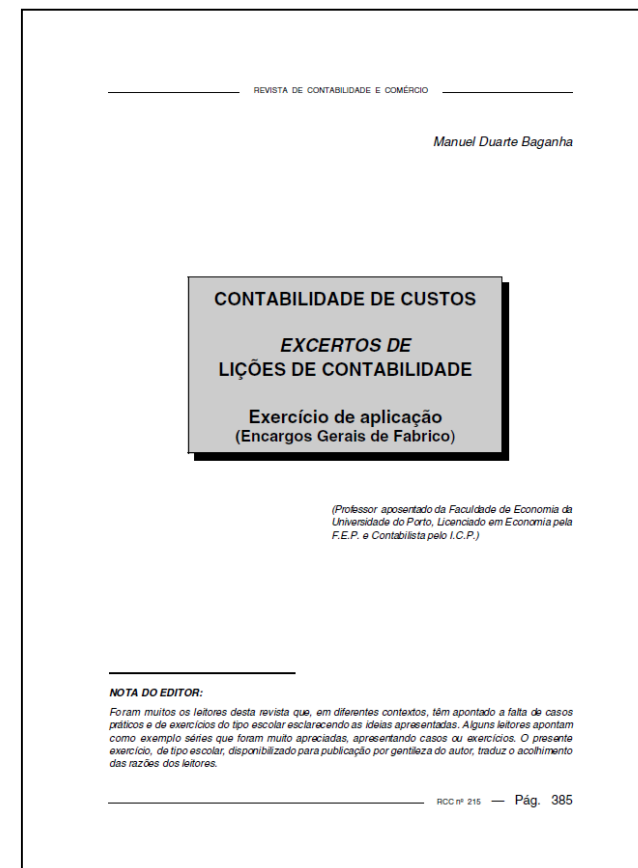 REVISTA DE CONTABILIDADE E COMÉRCIO
Manuel Duarte Baganha
CONTABILIDADE DE CUSTOS
EXCERTOS DE
LIÇÕES DE CONTABILIDADE
Exercício de aplicação
(Encargos Gerais de Fabrico)
(Professor aposentado da Faculdade de Economia da
Universidade do Porto, Licenciado em Economia pela
F.E.P. e Contabilista pelo I.C.P.)
NOTA DO EDITOR:
Foram muitos os leitores desta revista que, em diferentes contextos, têm apontado a falta de casos
práticos e de exercícios do tipo escolar esclarecendo as ideias apresentadas. Alguns leitores apontam
como exemplo séries que foram muito apreciadas, apresentando casos ou exercícios. O presente
exercício, de tipo escolar, disponibilizado para publicação por gentileza do autor, traduz o acolhimento
das razões dos leitores.
RCC nº 215 — Pág. 385